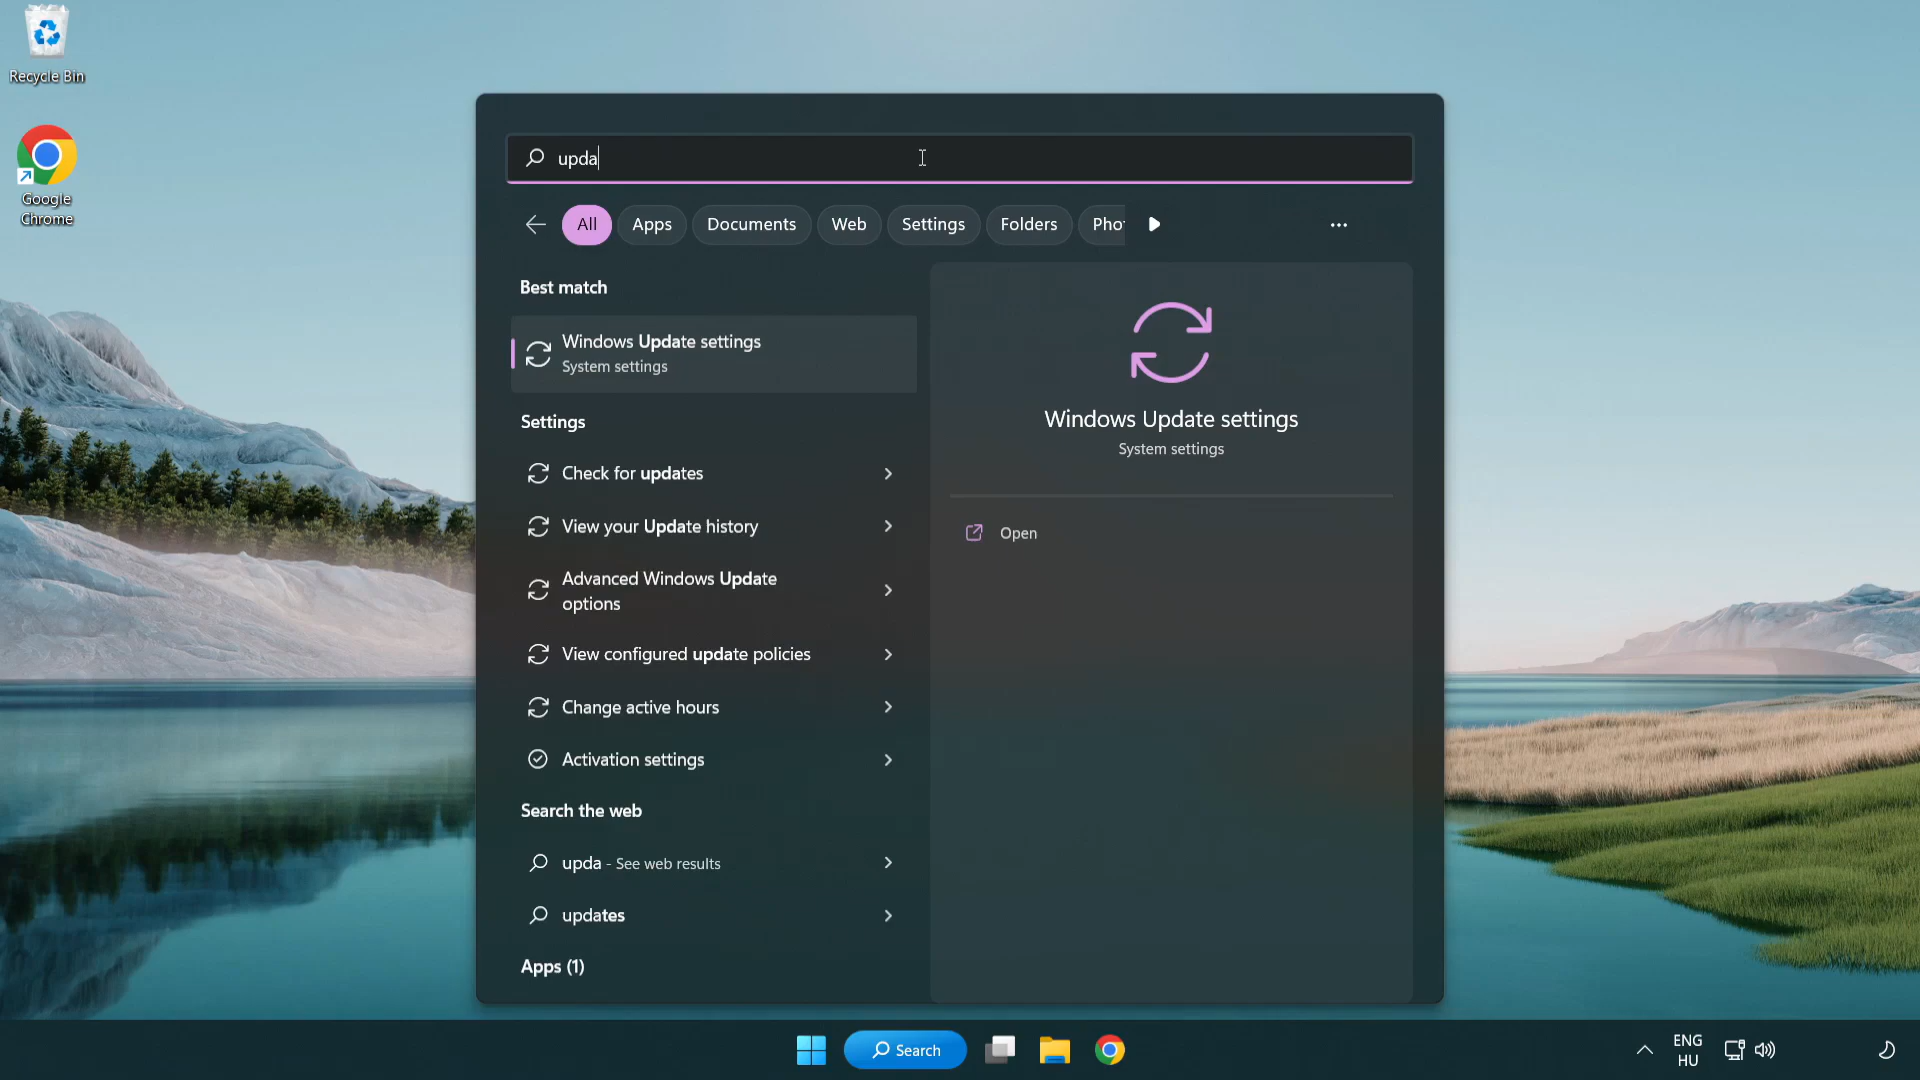 Recycle Bin
Google
Chrome
upda
All
Apps
Documents
Web
Settings
Folders
Pho
Best match
Windows Update settings
System settings
Settings
Check for updates
View your Update history
Advanced Windows Update
options
View configured update policies
Change active hours
Activation settings
Search the web
upda - See web results
updates
Apps (1)
Windows Update settings
System settings
Open
Search
ENG
HU